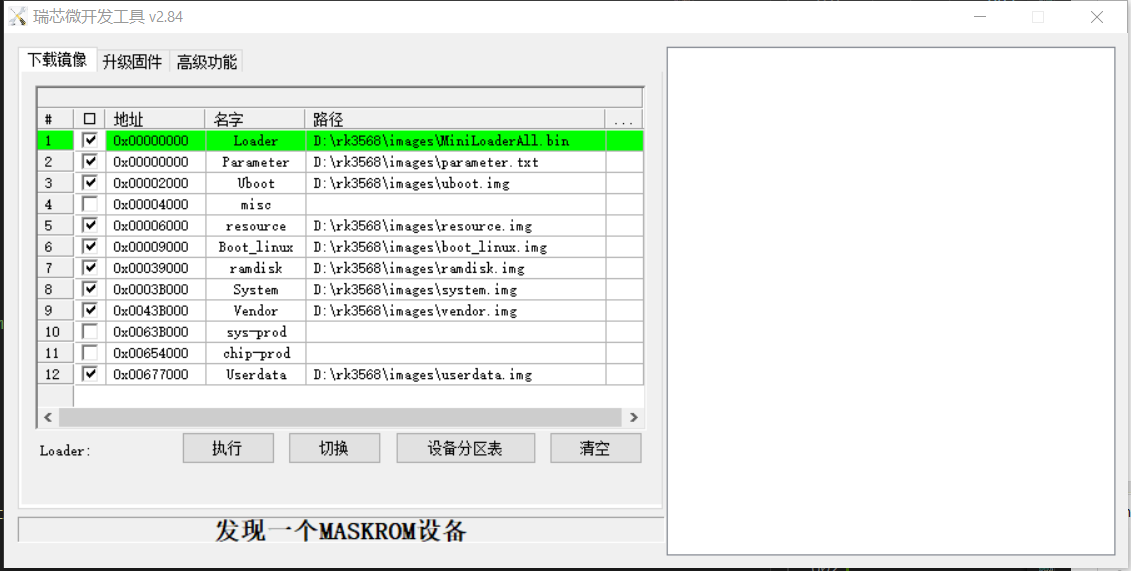 瑞芯微开发工具 v2.84
下载镜像 升级固件 高级功能
# 地址 名字 路径 ...
1 0x00000000 Loader D:\rk3568\images\MiniLoaderAll.bin
2 0x00000000 Parameter D:\rk3568\images\parameter.txt
3 0x00002000 Uboot D:\rk3568\images\uboot.img
4 0x00004000 misc
5 0x00006000 resource D:\rk3568\images\resource.img
6 0x00009000 Boot_linux D:\rk3568\images\boot_linux.img
7 0x00039000 ramdisk D:\rk3568\images\ramdisk.img
8 0x0003B000 System D:\rk3568\images\system.img
9 0x0043B000 Vendor D:\rk3568\images\vendor.img
10 0x0063B000 sys-prod
11 0x00654000 chip-prod
12 0x00677000 Userdata D:\rk3568\images\userdata.img
Loader: 执行 切换 设备分区表 清空
发现一个MASKROM设备